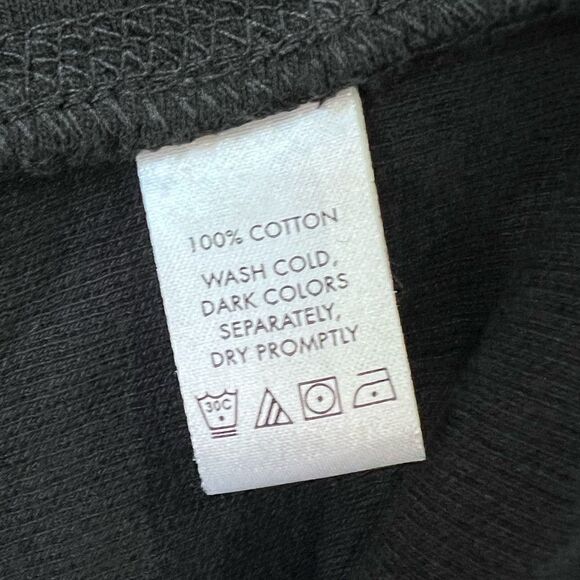 100% COTTON
WASH COLD,
DARK COLORS
SEPARATELY,
DRY PROMPTLY
30C